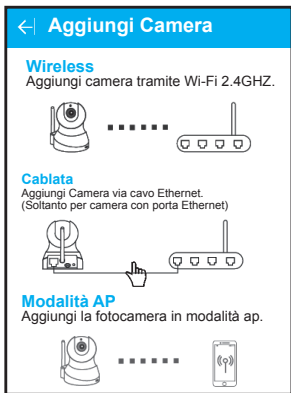 Aggiungi Camera
Wireless
Aggiungi camera tramite Wi-Fi 2.4GHZ.
Cablata
Aggiungi Camera via cavo Ethernet.
(Soltanto per camera con porta Ethernet)
Modalità AP
Aggiungi la fotocamera in modalità ap.